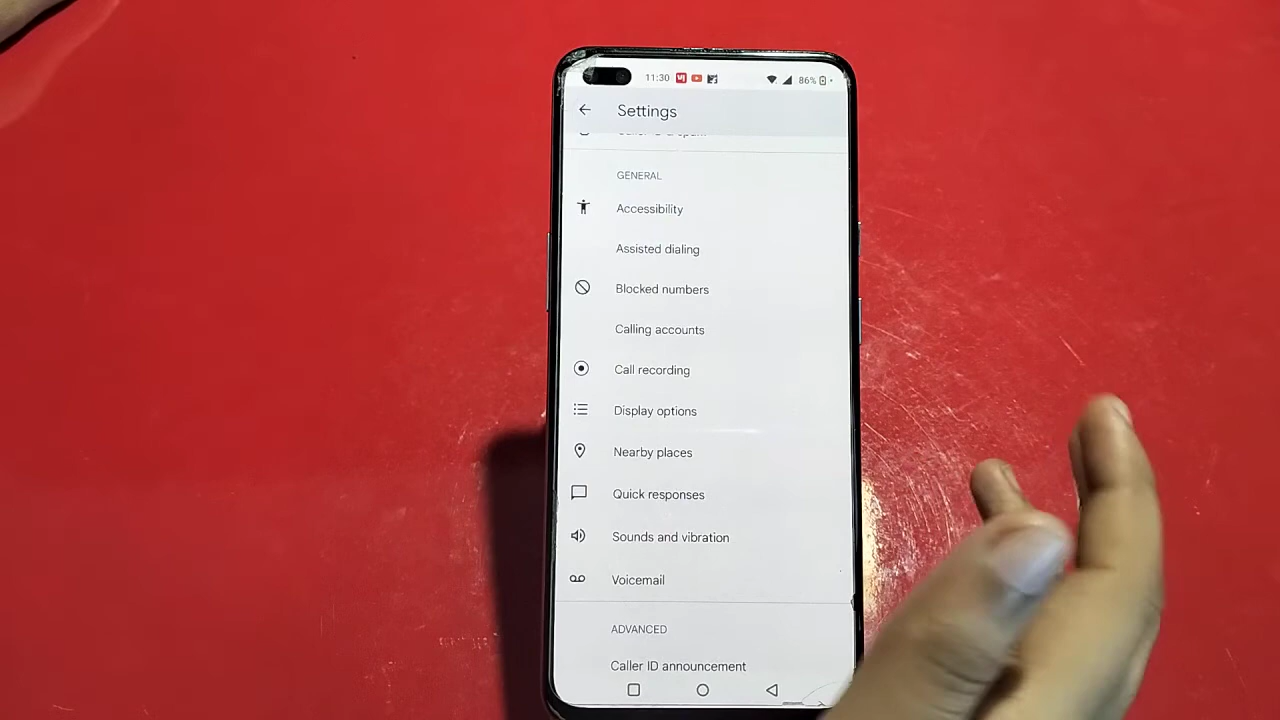 11:30 86%
Settings
GENERAL
Accessibility
Assisted dialing
Blocked numbers
Calling accounts
Call recording
Display options
Nearby places
Quick responses
Sounds and vibration
Voicemail
ADVANCED
Caller ID announcement